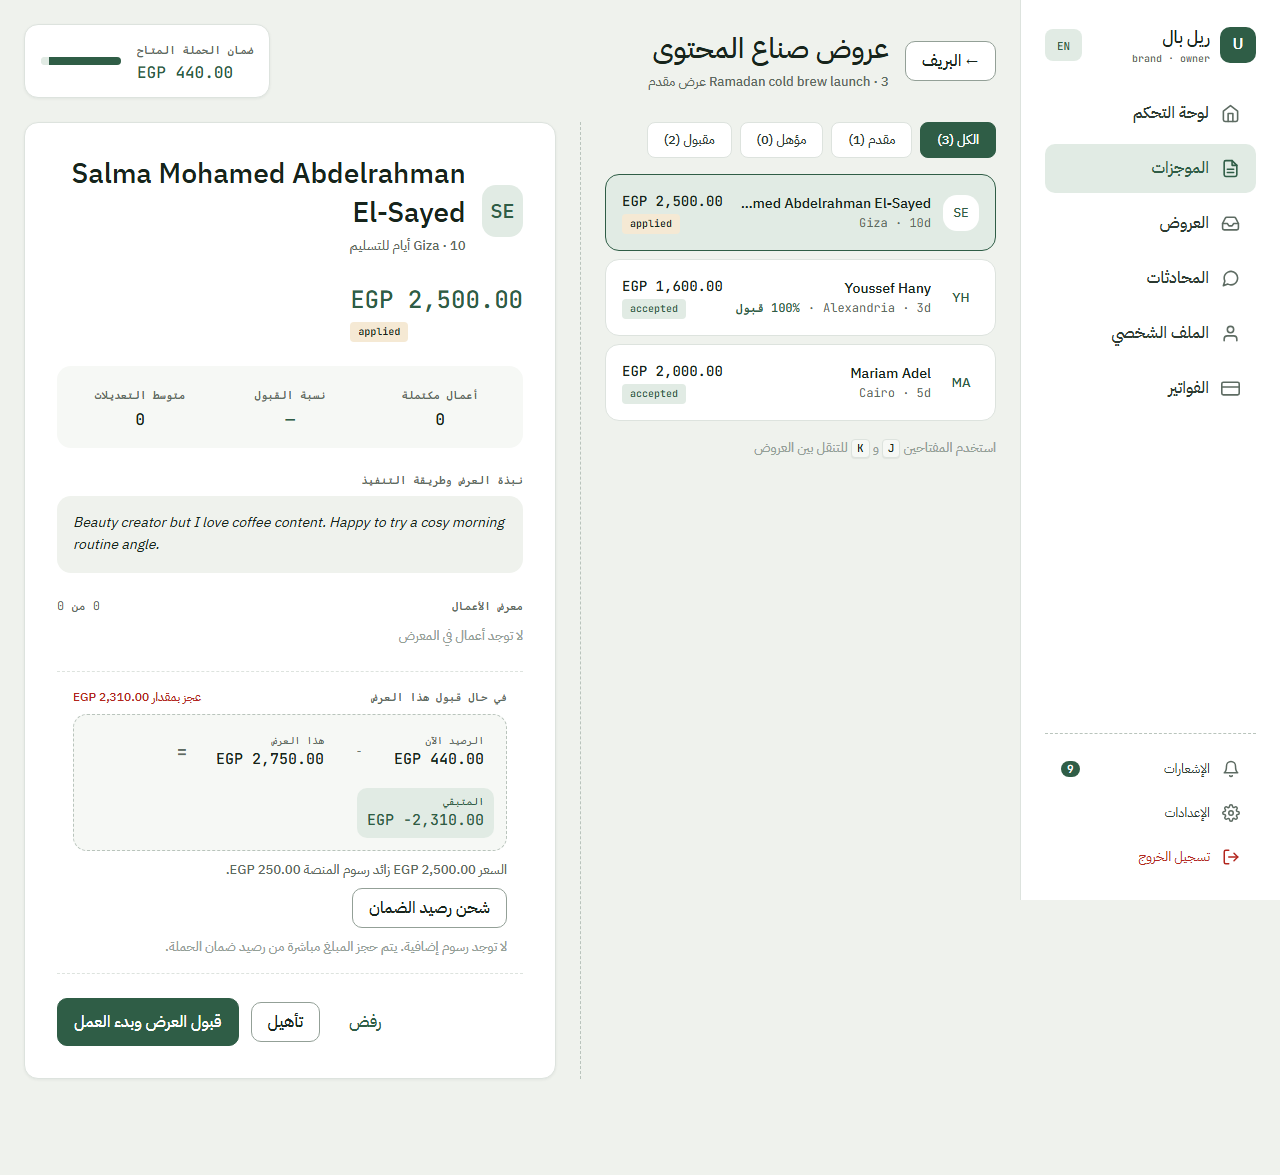 U
ريل بال
brand · owner
EN
لوحة التحكم
الموجزات
العروض
المحادثات
الملف الشخصي
الفواتير
الإشعارات
9
الإعدادات
تسجيل الخروج
← البريف
عروض صناع المحتوى
Ramadan cold brew launch · 3 عرض مقدم
ضمان الحملة المتاح
EGP 440.00
الكل (3)
مقدم (1)
مؤهل (0)
مقبول (2)
SE
...med Abdelrahman El-Sayed
EGP 2,500.00
Giza · 10d
applied
YH
Youssef Hany
EGP 1,600.00
100% قبول · Alexandria · 3d
accepted
MA
Mariam Adel
EGP 2,000.00
Cairo · 5d
accepted
استخدم المفتاحين J و K للتنقل بين العروض
SE
Salma Mohamed Abdelrahman
El-Sayed
Giza · 10 أيام للتسليم
EGP 2,500.00
applied
أعمال مكتملة
0
نسبة القبول
—
متوسط التعديلات
0
نبذة العرض وطريقة التنفيذ
Beauty creator but I love coffee content. Happy to try a cosy morning
routine angle.
معرض الأعمال
0 من 0
لا توجد أعمال في المعرض
في حال قبول هذا العرض
عجز بمقدار EGP 2,310.00
الرصيد الآن
EGP 440.00
-
هذا العرض
EGP 2,750.00
=
المتبقي
EGP -2,310.00
السعر EGP 2,500.00 زائد رسوم المنصة EGP 250.00.
شحن رصيد الضمان
لا توجد رسوم إضافية. يتم حجز المبلغ مباشرة من رصيد ضمان الحملة.
رفض
تأهيل
قبول العرض وبدء العمل